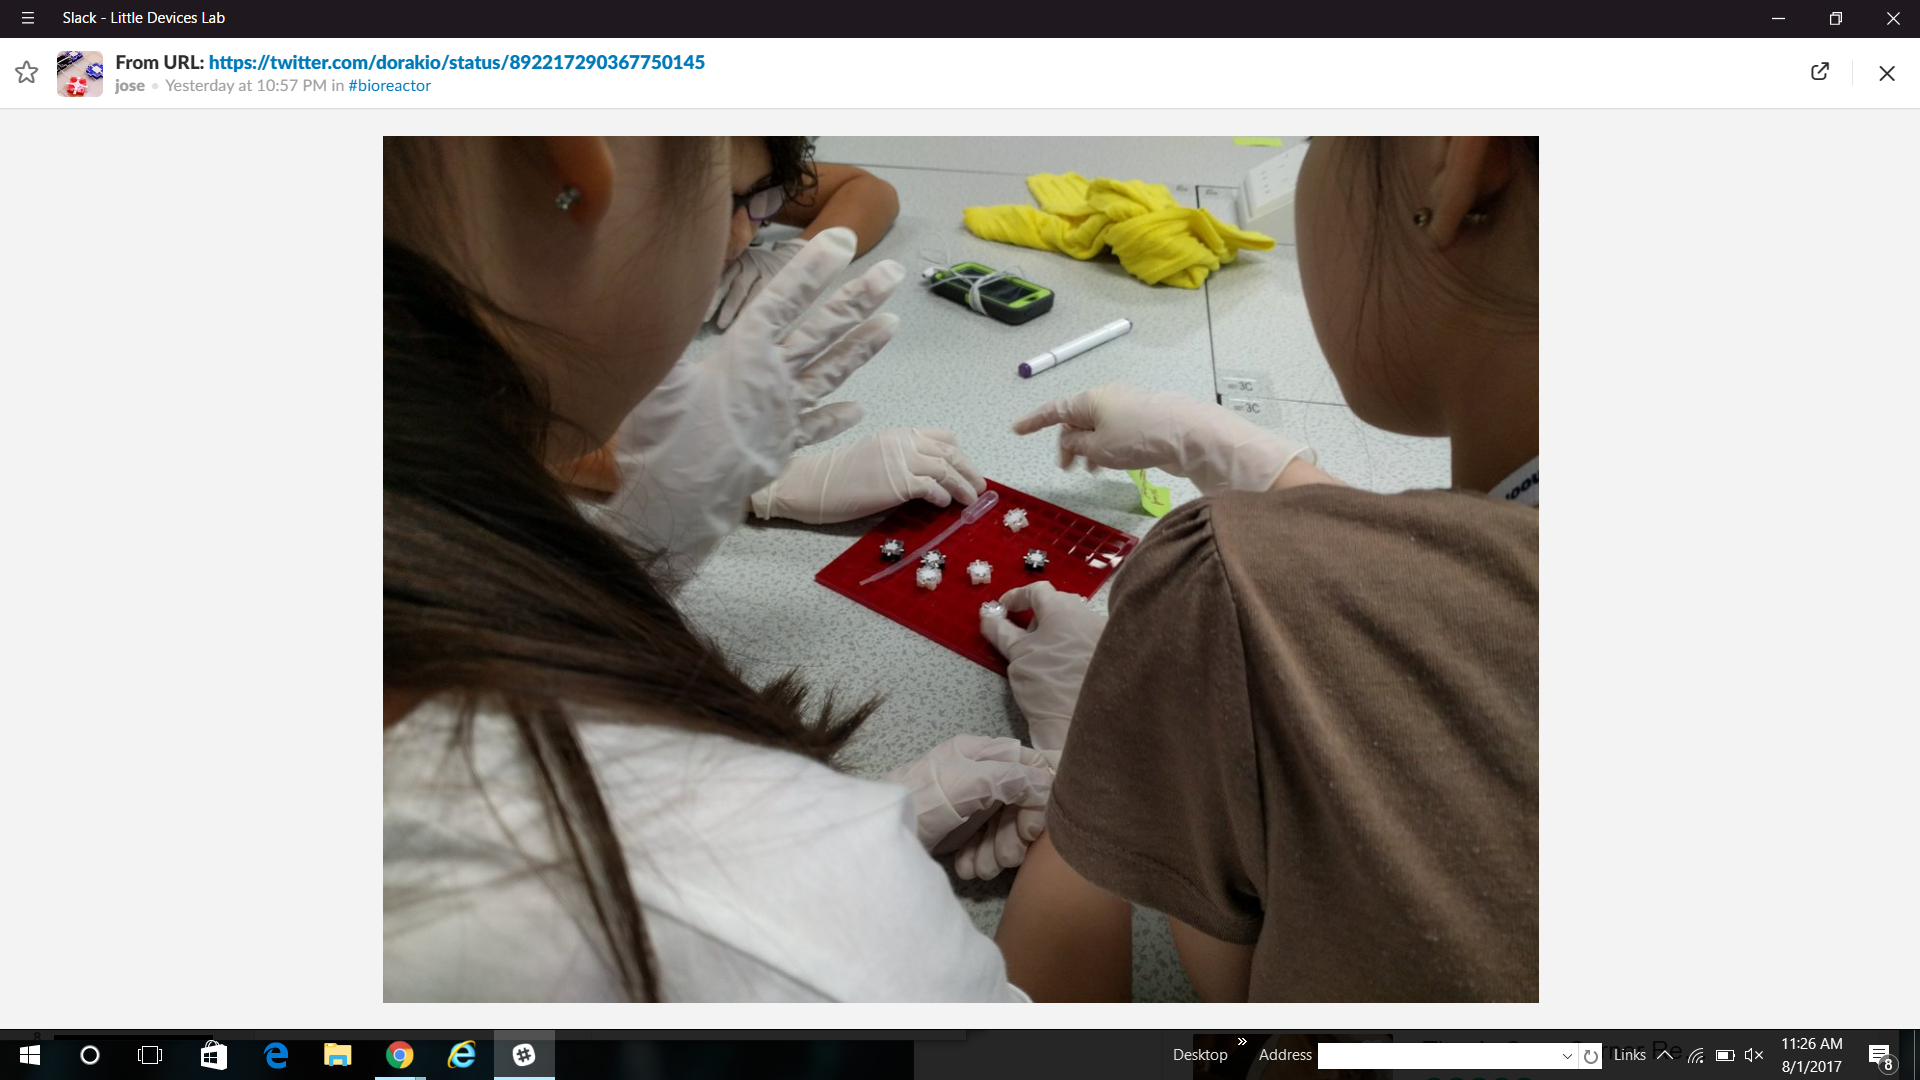 Slack - Little Devices Lab
From URL: https://twitter.com/dorakio/status/892217290367750145
jose • Yesterday at 10:57 PM in #bioreactor
3C
3C
Desktop » Address Links 11:26 AM
8/1/2017
8